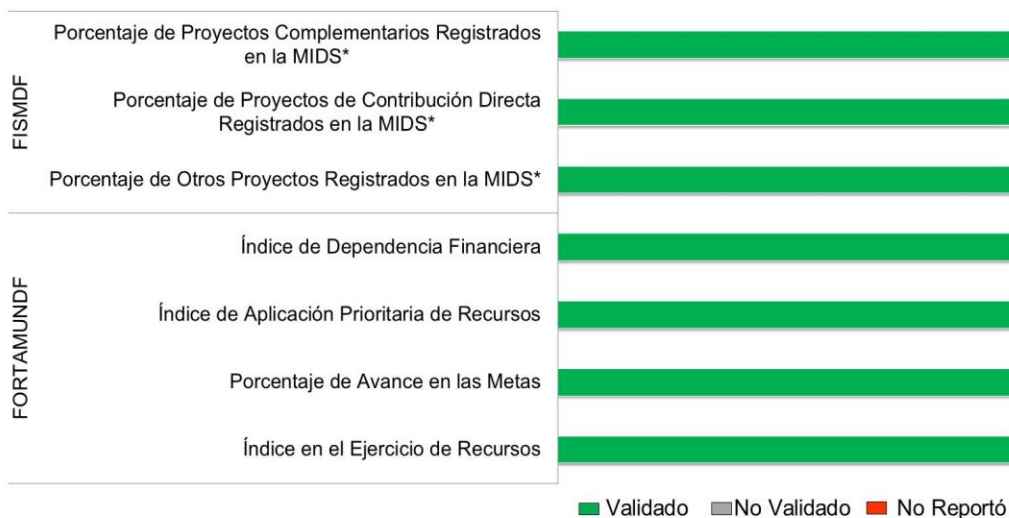 FISMDF
Porcentaje de Proyectos Complementarios Registrados
en la MIDS*
Porcentaje de Proyectos de Contribución Directa
Registrados en la MIDS*
Porcentaje de Otros Proyectos Registrados en la MIDS*
FORTAMUNDF
Índice de Dependencia Financiera
Índice de Aplicación Prioritaria de Recursos
Porcentaje de Avance en las Metas
Índice en el Ejercicio de Recursos
Validado No Validado No Reportó